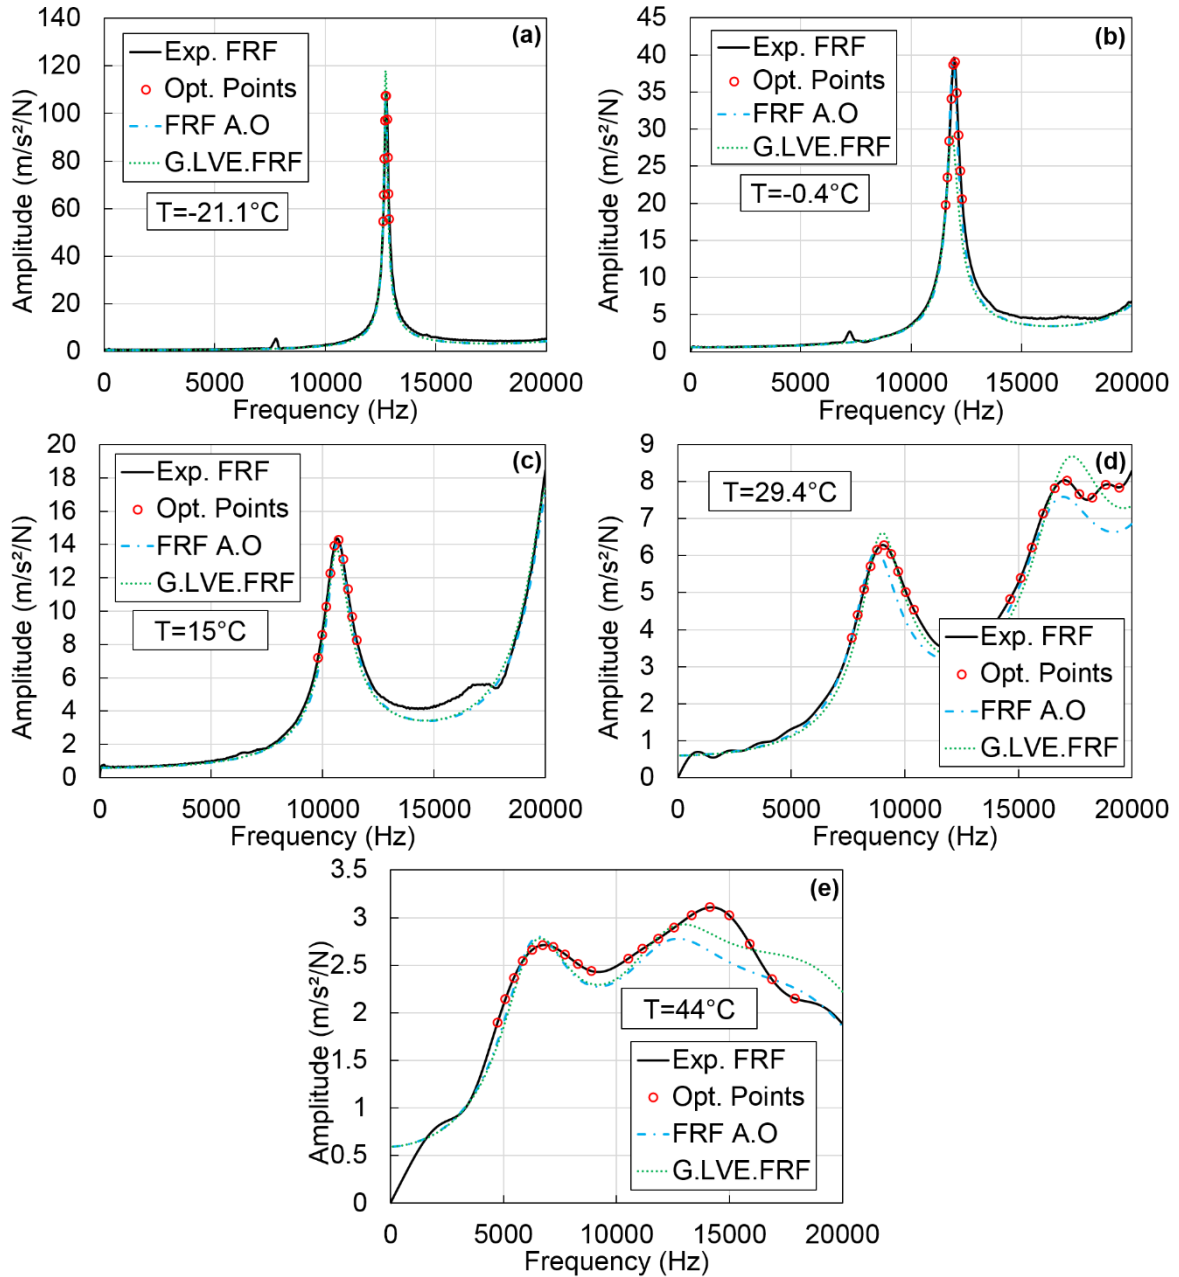 140
120
100
80
60
40
20
0
Amplitude (m/s²/N)
(a)
Exp. FRF
Opt. Points
FRF A.O
G.LVE.FRF
T=-21.1°C
0 5000 10000 15000 20000
Frequency (Hz)
45
40
35
30
25
20
15
10
5
0
Amplitude (m/s²/N)
(b)
Exp. FRF
Opt. Points
FRF A.O
G.LVE.FRF
T=-0.4°C
0 5000 10000 15000 20000
Frequency (Hz)
20
18
16
14
12
10
8
6
4
2
0
Amplitude (m/s²/N)
(c)
Exp. FRF
Opt. Points
FRF A.O
G.LVE.FRF
T=15°C
0 5000 10000 15000 20000
Frequency (Hz)
9
8
7
6
5
4
3
2
1
0
Amplitude (m/s²/N)
(d)
T=29.4°C
Exp. FRF
Opt. Points
FRF A.O
G.LVE.FRF
0 5000 10000 15000 20000
Frequency (Hz)
3.5
3
2.5
2
1.5
1
0.5
0
Amplitude (m/s²/N)
(e)
T=44°C
Exp. FRF
Opt. Points
FRF A.O
G.LVE.FRF
0 5000 10000 15000 20000
Frequency (Hz)